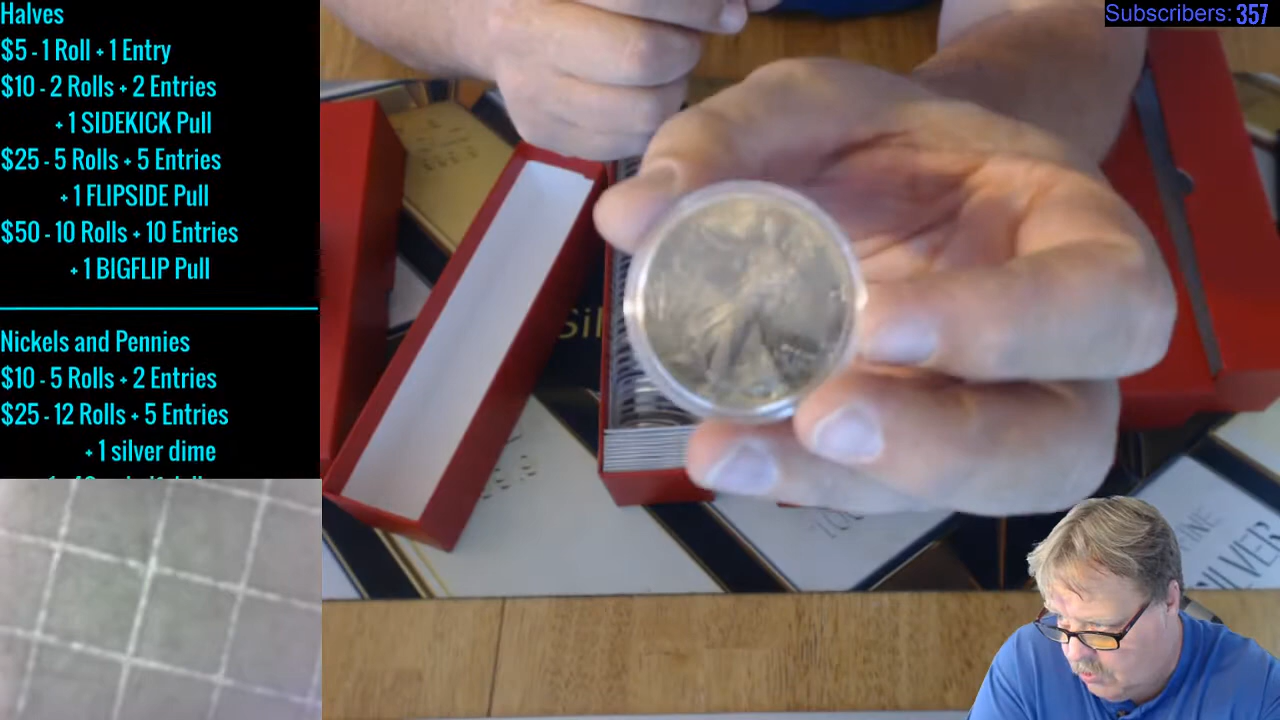 Halves
$5 - 1 Roll + 1 Entry
$10 - 2 Rolls + 2 Entries
+ 1 SIDEKICK Pull
$25 - 5 Rolls + 5 Entries
+ 1 FLIPSIDE Pull
$50 - 10 Rolls + 10 Entries
+ 1 BIGFLIP Pull
Nickels and Pennies
$10 - 5 Rolls + 2 Entries
$25 - 12 Rolls + 5 Entries
+ 1 silver dime
Subscribers: 357
Sil
SILVER